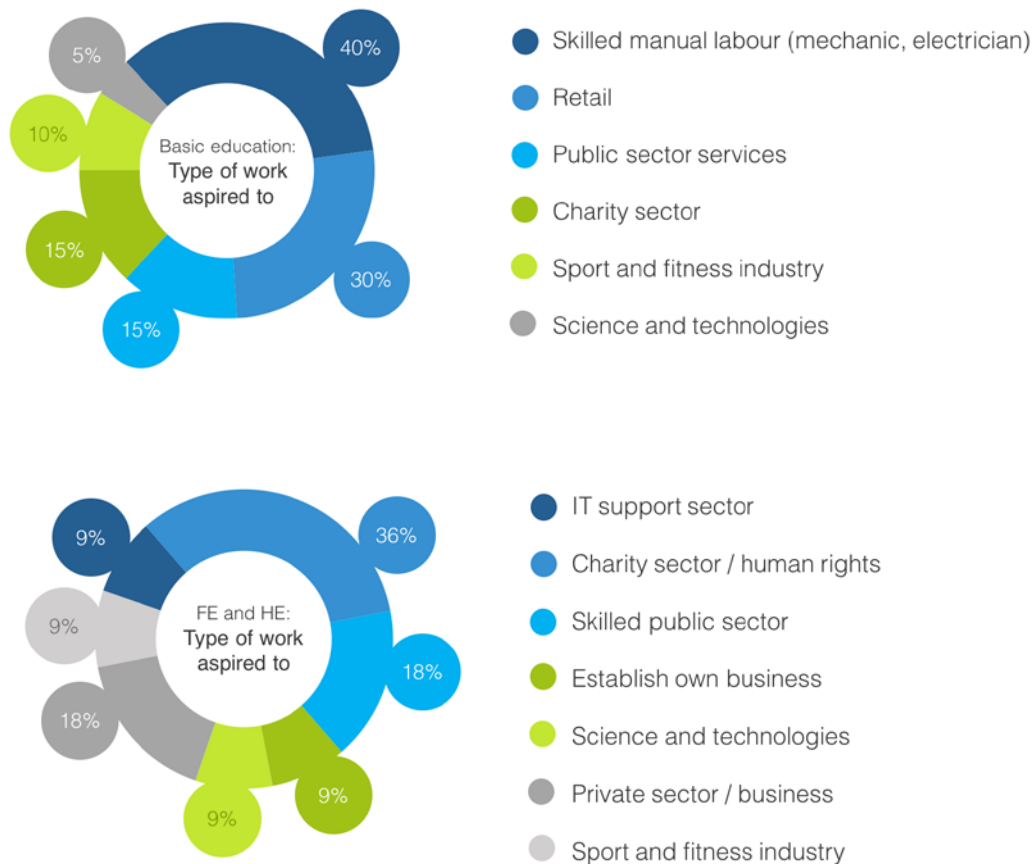 40%
5%
10%
15%
15%
30%
Basic education:
Type of work
aspired to
Skilled manual labour (mechanic, electrician)
Retail
Public sector services
Charity sector
Sport and fitness industry
Science and technologies
36%
9%
9%
18%
9%
9%
18%
FE and HE:
Type of work
aspired to
IT support sector
Charity sector / human rights
Skilled public sector
Establish own business
Science and technologies
Private sector / business
Sport and fitness industry